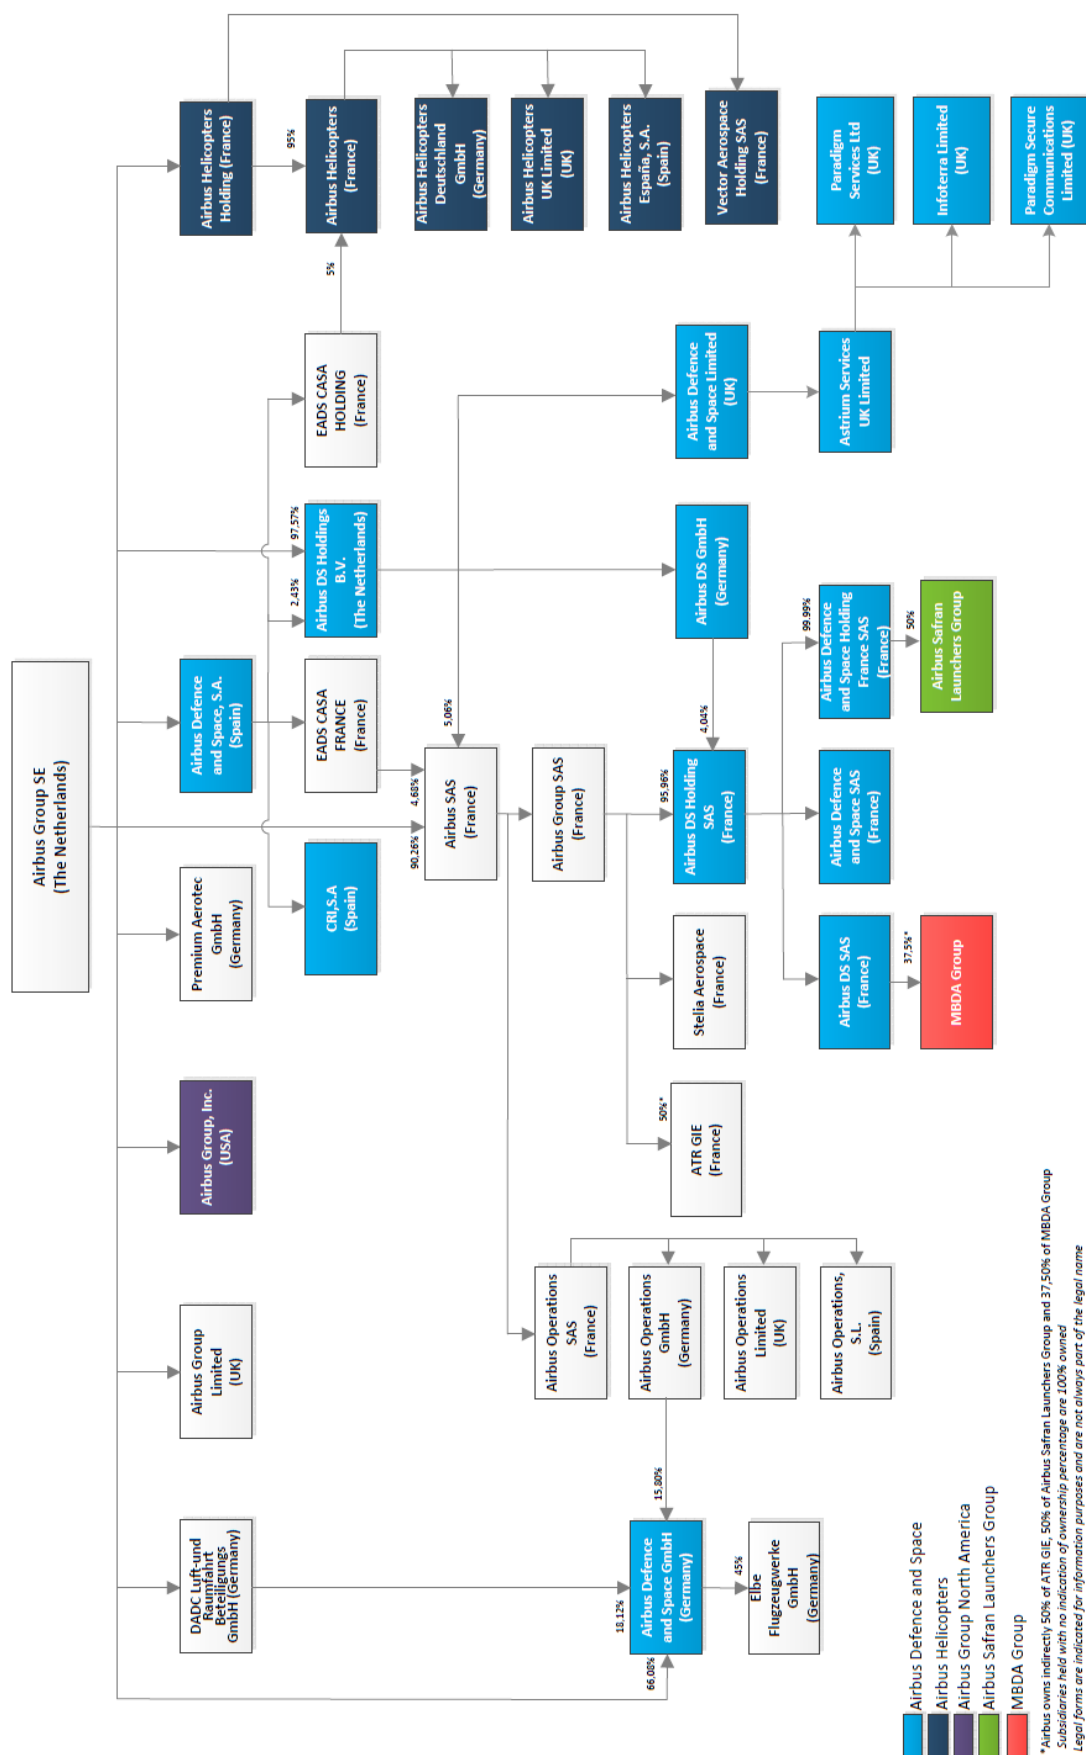 Airbus Group SE
(The Netherlands)
DADC Luft-und
Raumfahrt
Beteiligungs
GmbH (Germany)
Airbus Group
Limited
(UK)
Airbus Group, Inc.
(USA)
Premium Aerotec
GmbH
(Germany)
Airbus Defence
and Space, S.A.
(Spain)
Airbus Helicopters
Holding (France)
95%
CRI,S.A
(Spain)
EADS CASA
FRANCE
(France)
2,43%
97,57%
Airbus DS Holdings
B.V.
(The Netherlands)
EADS CASA
HOLDING
(France)
5%
Airbus Helicopters
(France)
Airbus Helicopters
Deutschland
GmbH
(Germany)
Airbus Helicopters
UK Limited
(UK)
Airbus Helicopters
España, S.A.
(Spain)
Vector Aerospace
Holding SAS
(France)
90,26%
4,68%
5,06%
Airbus SAS
(France)
Airbus Group SAS
(France)
Airbus Operations
SAS
(France)
Airbus Operations
GmbH
(Germany)
Airbus Operations
Limited
(UK)
Airbus Operations,
S.L.
(Spain)
66,08%
18,12%
15,80%
Airbus Defence
and Space GmbH
(Germany)
45%
Elbe
Flugzeugwerke
GmbH
(Germany)
50%*
ATR GIE
(France)
Stelia Aerospace
(France)
95,96%
4,04%
Airbus DS Holding
SAS
(France)
Airbus DS GmbH
(Germany)
Airbus Defence
and Space Limited
(UK)
Airbus DS SAS
(France)
37,5%*
MBDA Group
Airbus Defence
and Space SAS
(France)
99.99%
Airbus Defence
and Space Holding
France SAS
(France)
50%
Airbus Safran
Launchers Group
Astrium Services
UK Limited
Paradigm
Services Ltd
(UK)
Infoterra Limited
(UK)
Paradigm Secure
Communications
Limited (UK)
Airbus Defence and Space
Airbus Helicopters
Airbus Group North America
Airbus Safran Launchers Group
MBDA Group
*Airbus owns indirectly 50% of ATR GIE, 50% of Airbus Safran Launchers Group and 37,50% of MBDA Group
Subsidiaries held with no indication of ownership percentage are 100% owned
Legal forms are indicated for information purposes and are not always part of the legal name